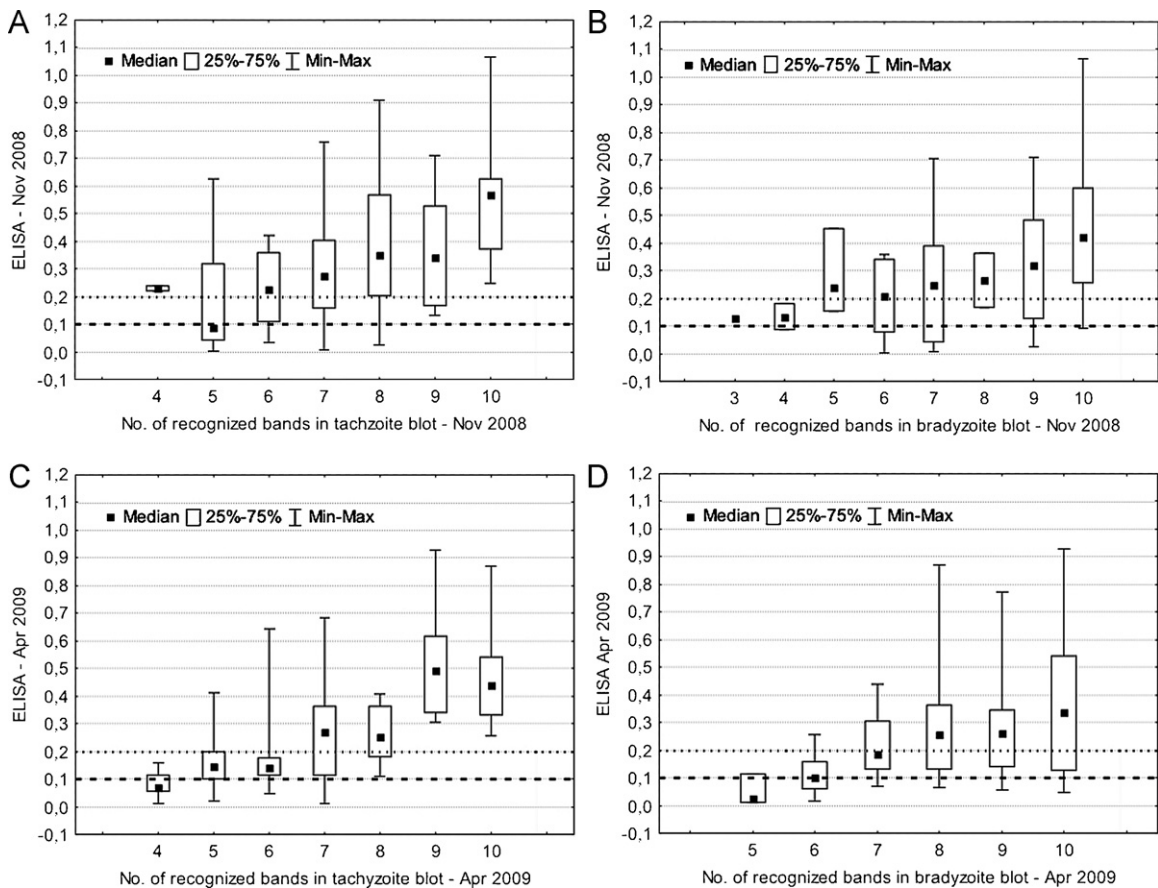 A
1,2
1,1
1,0
0,9
0,8
0,7
0,6
0,5
0,4
0,3
0,2
0,1
0,0
-0,1
ELISA - Nov 2008
Median 25%-75% Min-Max
4 5 6 7 8 9 10
No. of recognized bands in tachzoite blot - Nov 2008
B
1,2
1,1
1,0
0,9
0,8
0,7
0,6
0,5
0,4
0,3
0,2
0,1
0,0
-0,1
ELISA - Nov 2008
Median 25%-75% Min-Max
3 4 5 6 7 8 9 10
No. of recognized bands in bradyzoite blot - Nov 2008
C
1,2
1,1
1,0
0,9
0,8
0,7
0,6
0,5
0,4
0,3
0,2
0,1
0,0
-0,1
ELISA - Apr 2009
Median 25%-75% Min-Max
4 5 6 7 8 9 10
No. of recognized bands in tachyzoite blot - Apr 2009
D
1,2
1,1
1,0
0,9
0,8
0,7
0,6
0,5
0,4
0,3
0,2
0,1
0,0
-0,1
ELISA Apr 2009
Median 25%-75% Min-Max
5 6 7 8 9 10
No. of recognized bands in bradyzoite blot - Apr 2009